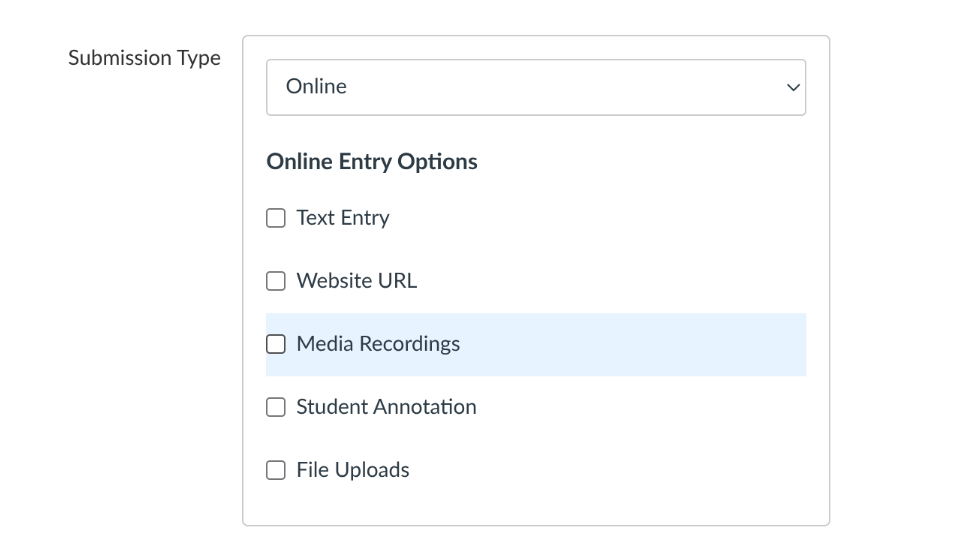 Submission Type
Online
Online Entry Options
Text Entry
Website URL
Media Recordings
Student Annotation
File Uploads